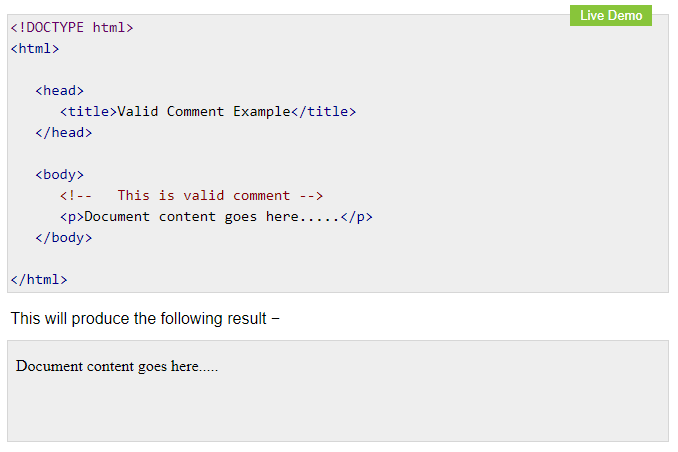 Live Demo
<!DOCTYPE html>
<html>
<head>
<title>Valid Comment Example</title>
</head>
<body>
<!--   This is valid comment -->
<p>Document content goes here.....</p>
</body>
</html>
This will produce the following result −
Document content goes here.....